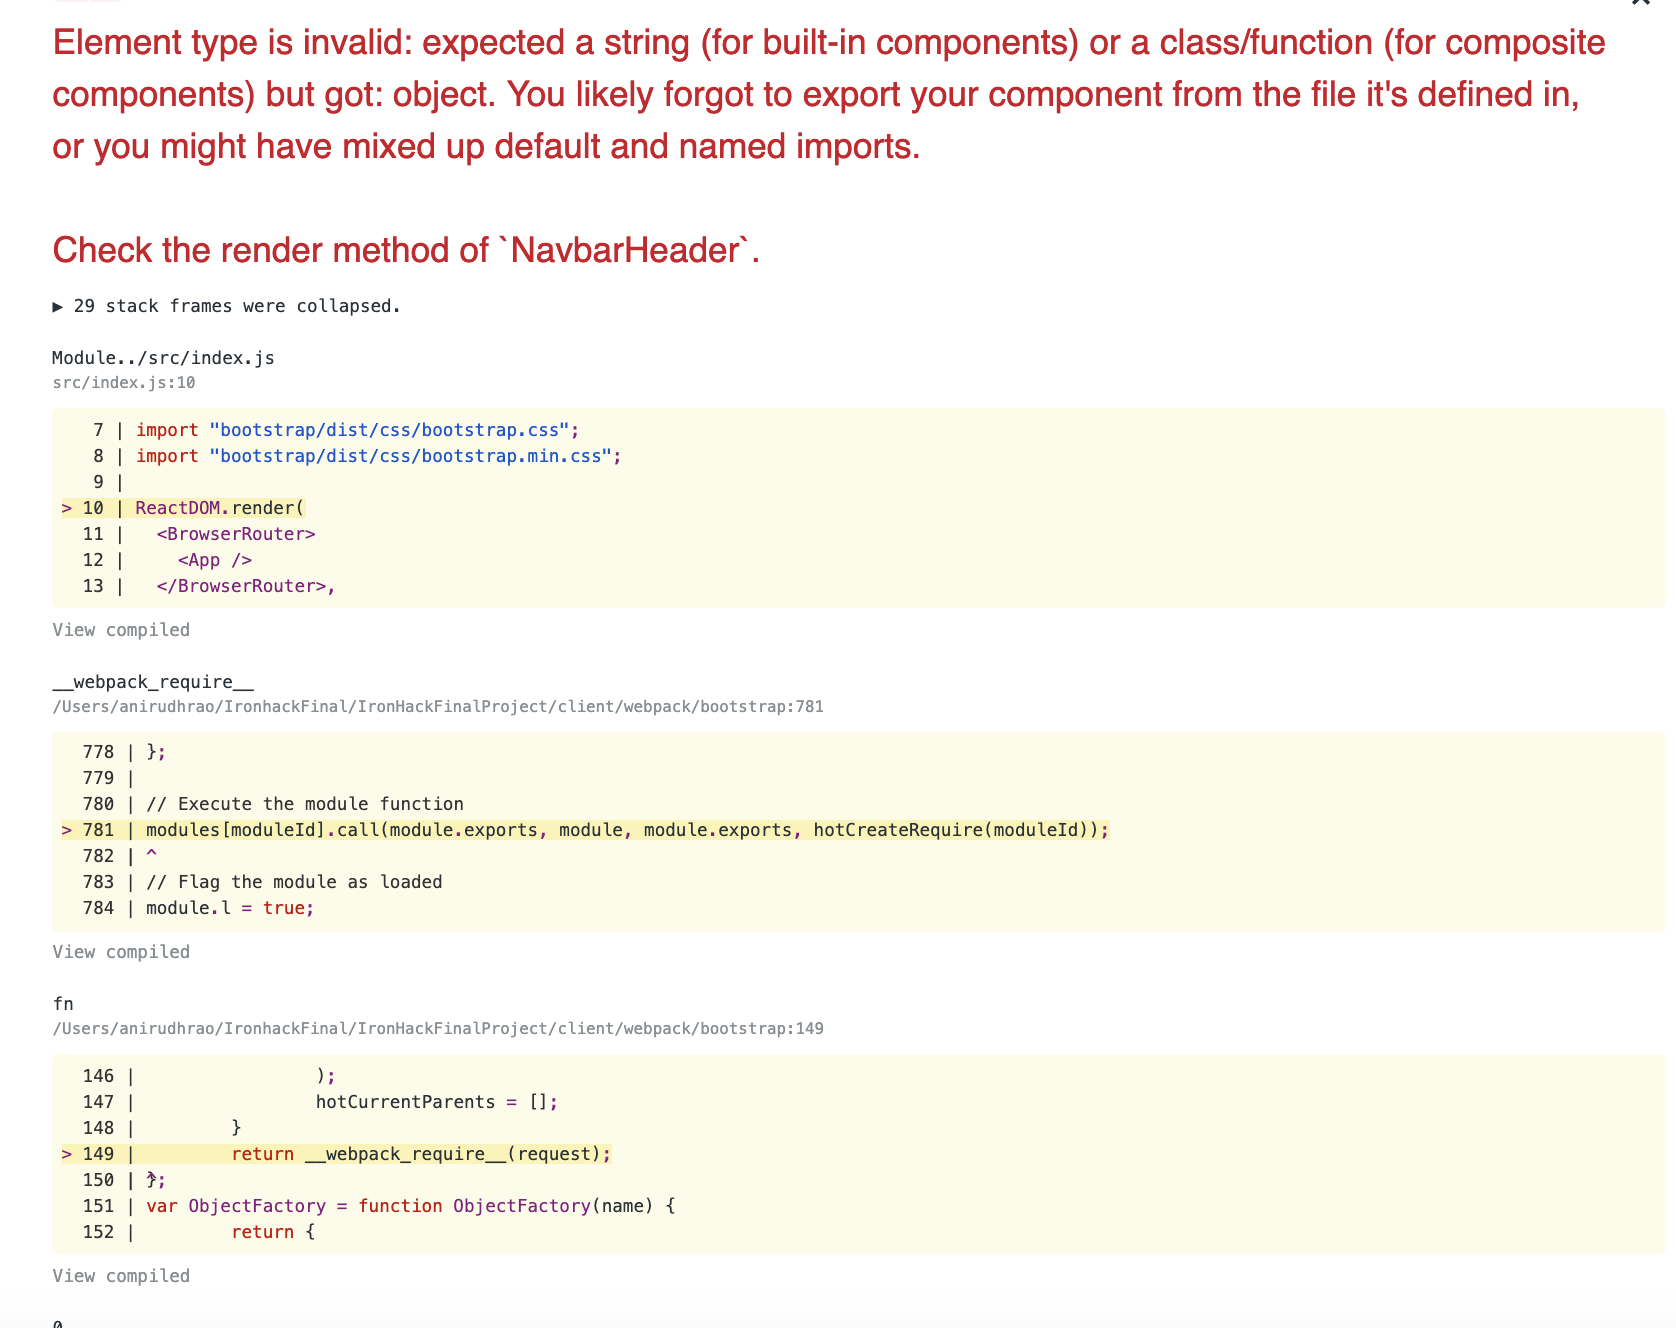 Element type is invalid: expected a string (for built-in components) or a class/function (for composite
components) but got: object. You likely forgot to export your component from the file it's defined in,
or you might have mixed up default and named imports.
Check the render method of `NavbarHeader`.
▶ 29 stack frames were collapsed.
Module../src/index.js
src/index.js:10
7 | import "bootstrap/dist/css/bootstrap.css";
8 | import "bootstrap/dist/css/bootstrap.min.css";
9 |
> 10 | ReactDOM.render(
11 |   <BrowserRouter>
12 |     <App />
13 |   </BrowserRouter>,
View compiled
__webpack_require__
/Users/anirudhrao/IronhackFinal/IronHackFinalProject/client/webpack/bootstrap:781
778 | };
779 |
780 | // Execute the module function
> 781 | modules[moduleId].call(module.exports, module, module.exports, hotCreateRequire(moduleId));
782 | ^
783 | // Flag the module as loaded
784 | module.l = true;
View compiled
fn
/Users/anirudhrao/IronhackFinal/IronHackFinalProject/client/webpack/bootstrap:149
146 |                 );
147 |                 hotCurrentParents = [];
148 |         }
> 149 |         return __webpack_require__(request);
150 | };
151 | var ObjectFactory = function ObjectFactory(name) {
152 |         return {
View compiled